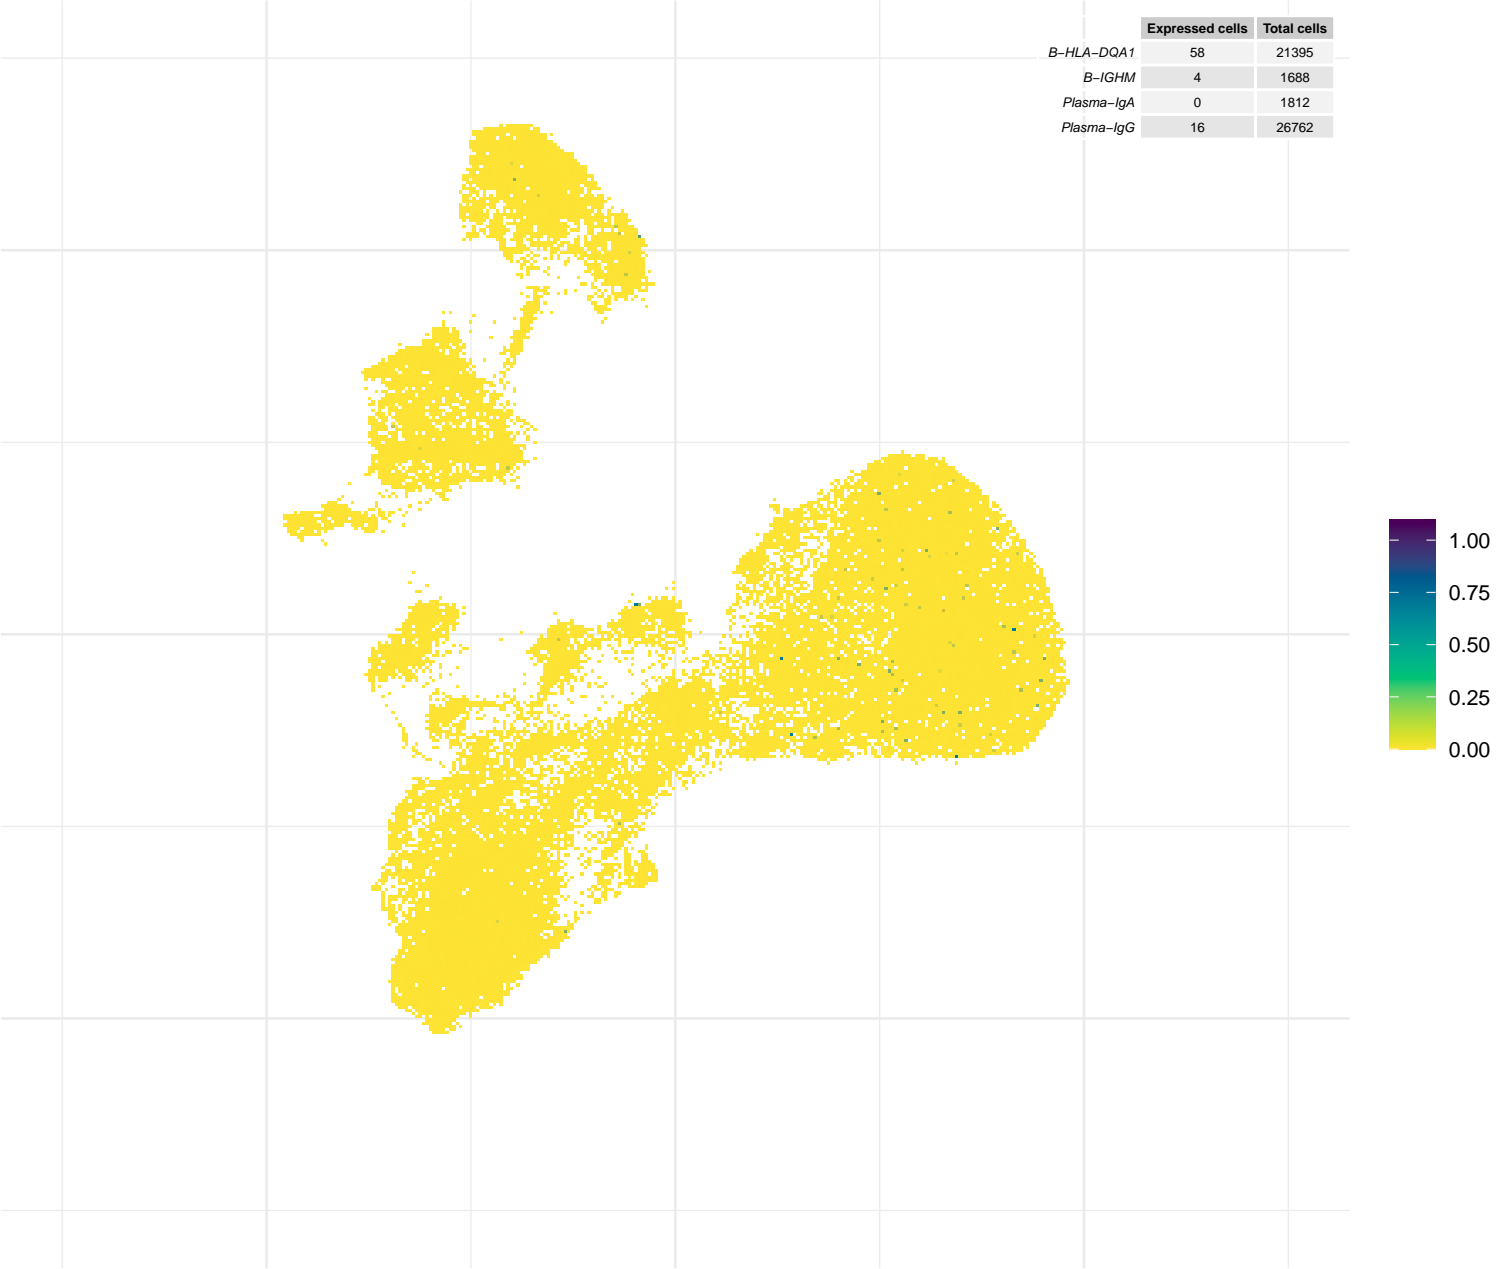 Expressed cells Total cells
B−HLA−DQA1 58 21395
B−IGHM 4 1688
Plasma−IgA 0 1812
Plasma−IgG 16 26762
1.00
0.75
0.50
0.25
0.00